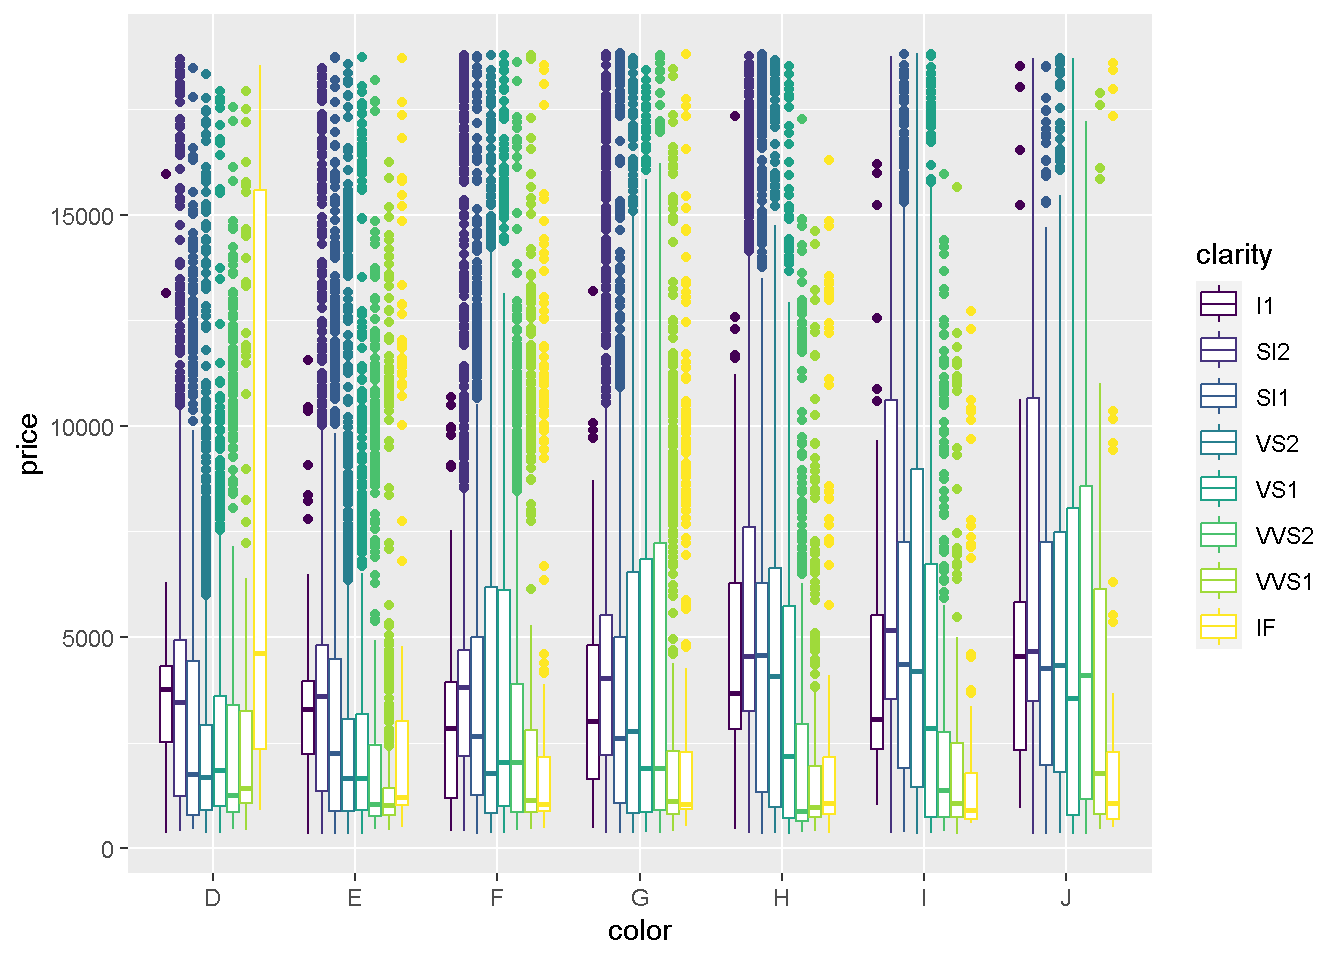 15000
10000
5000
0
price
D E F G H I J
color
clarity
I1
SI2
SI1
VS2
VS1
VVS2
VVS1
IF